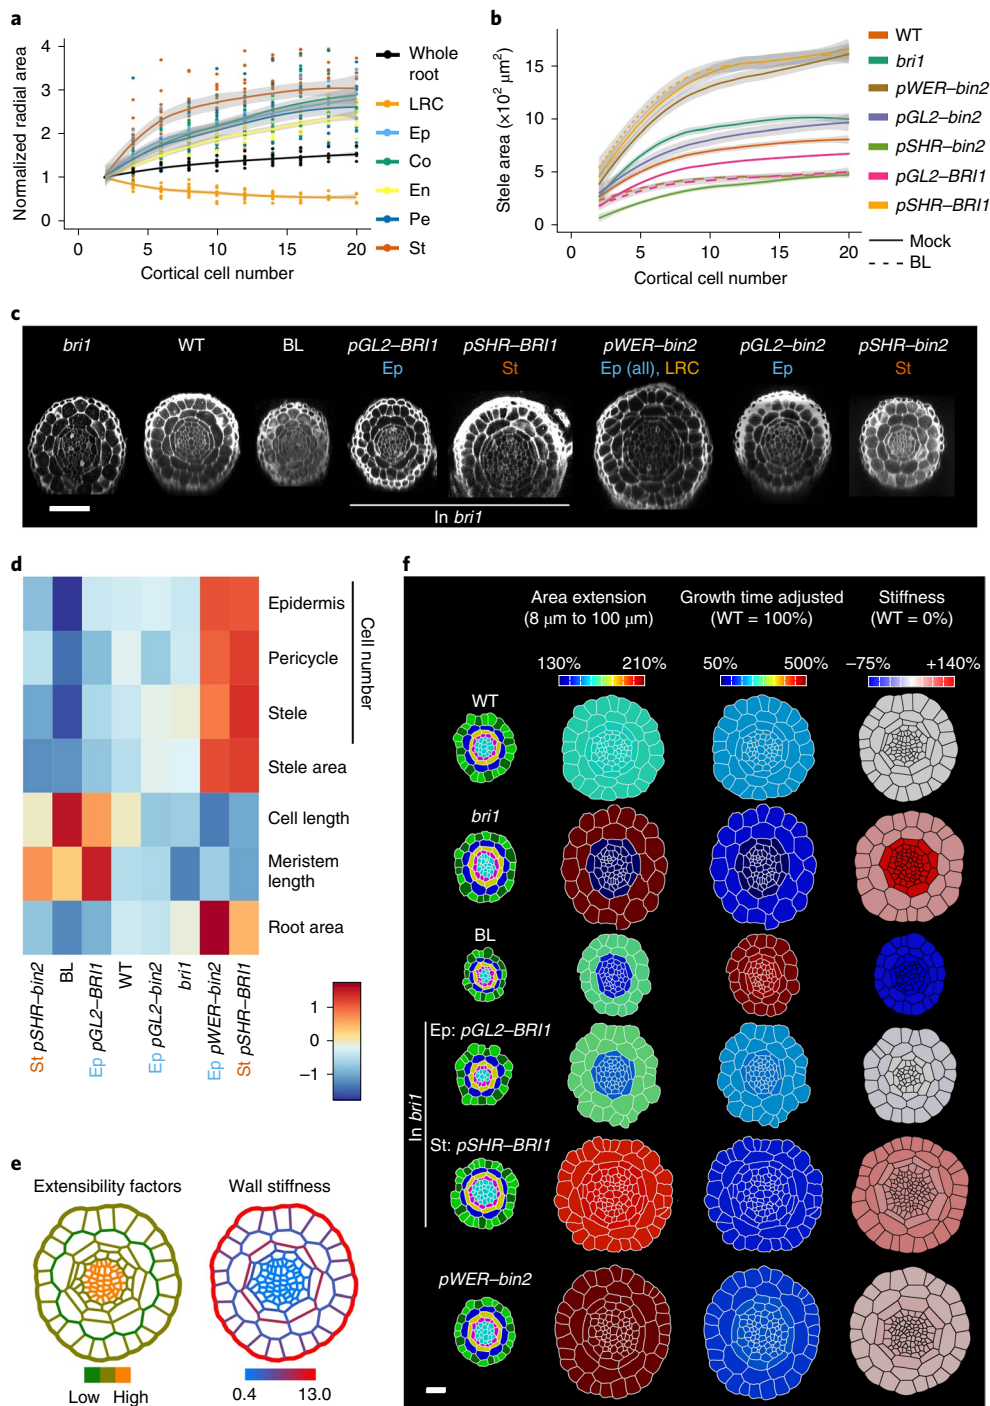 a
Normalized radial area
4
3
2
1
0
0 5 10 15 20
Cortical cell number
Whole
root
LRC
Ep
Co
En
Pe
St
b
Stele area (×10² μm²)
15
10
5
0
0 5 10 15 20
Cortical cell number
WT
bri1
pWER–bin2
pGL2–bin2
pSHR–bin2
pGL2–BRI1
pSHR–BRI1
Mock
BL
c
bri1 WT BL pGL2–BRI1 pSHR–BRI1 pWER–bin2 pGL2–bin2 pSHR–bin2
Ep St Ep (all), LRC Ep St
In bri1
d
Epidermis
Pericycle
Stele
Cell number
Stele area
Cell length
Meristem
length
Root area
St pSHR–bin2
BL
Ep pGL2–BRI1
WT
Ep pGL2–bin2
bri1
Ep pWER–bin2
St pSHR–BRI1
1
0
–1
e
Extensibility factors Wall stiffness
Low High 0.4 13.0
f
Area extension Growth time adjusted Stiffness
(8 μm to 100 μm) (WT = 100%) (WT = 0%)
130% 210% 50% 500% –75% +140%
WT
bri1
BL
In bri1
Ep: pGL2–BRI1
St: pSHR–BRI1
pWER–bin2